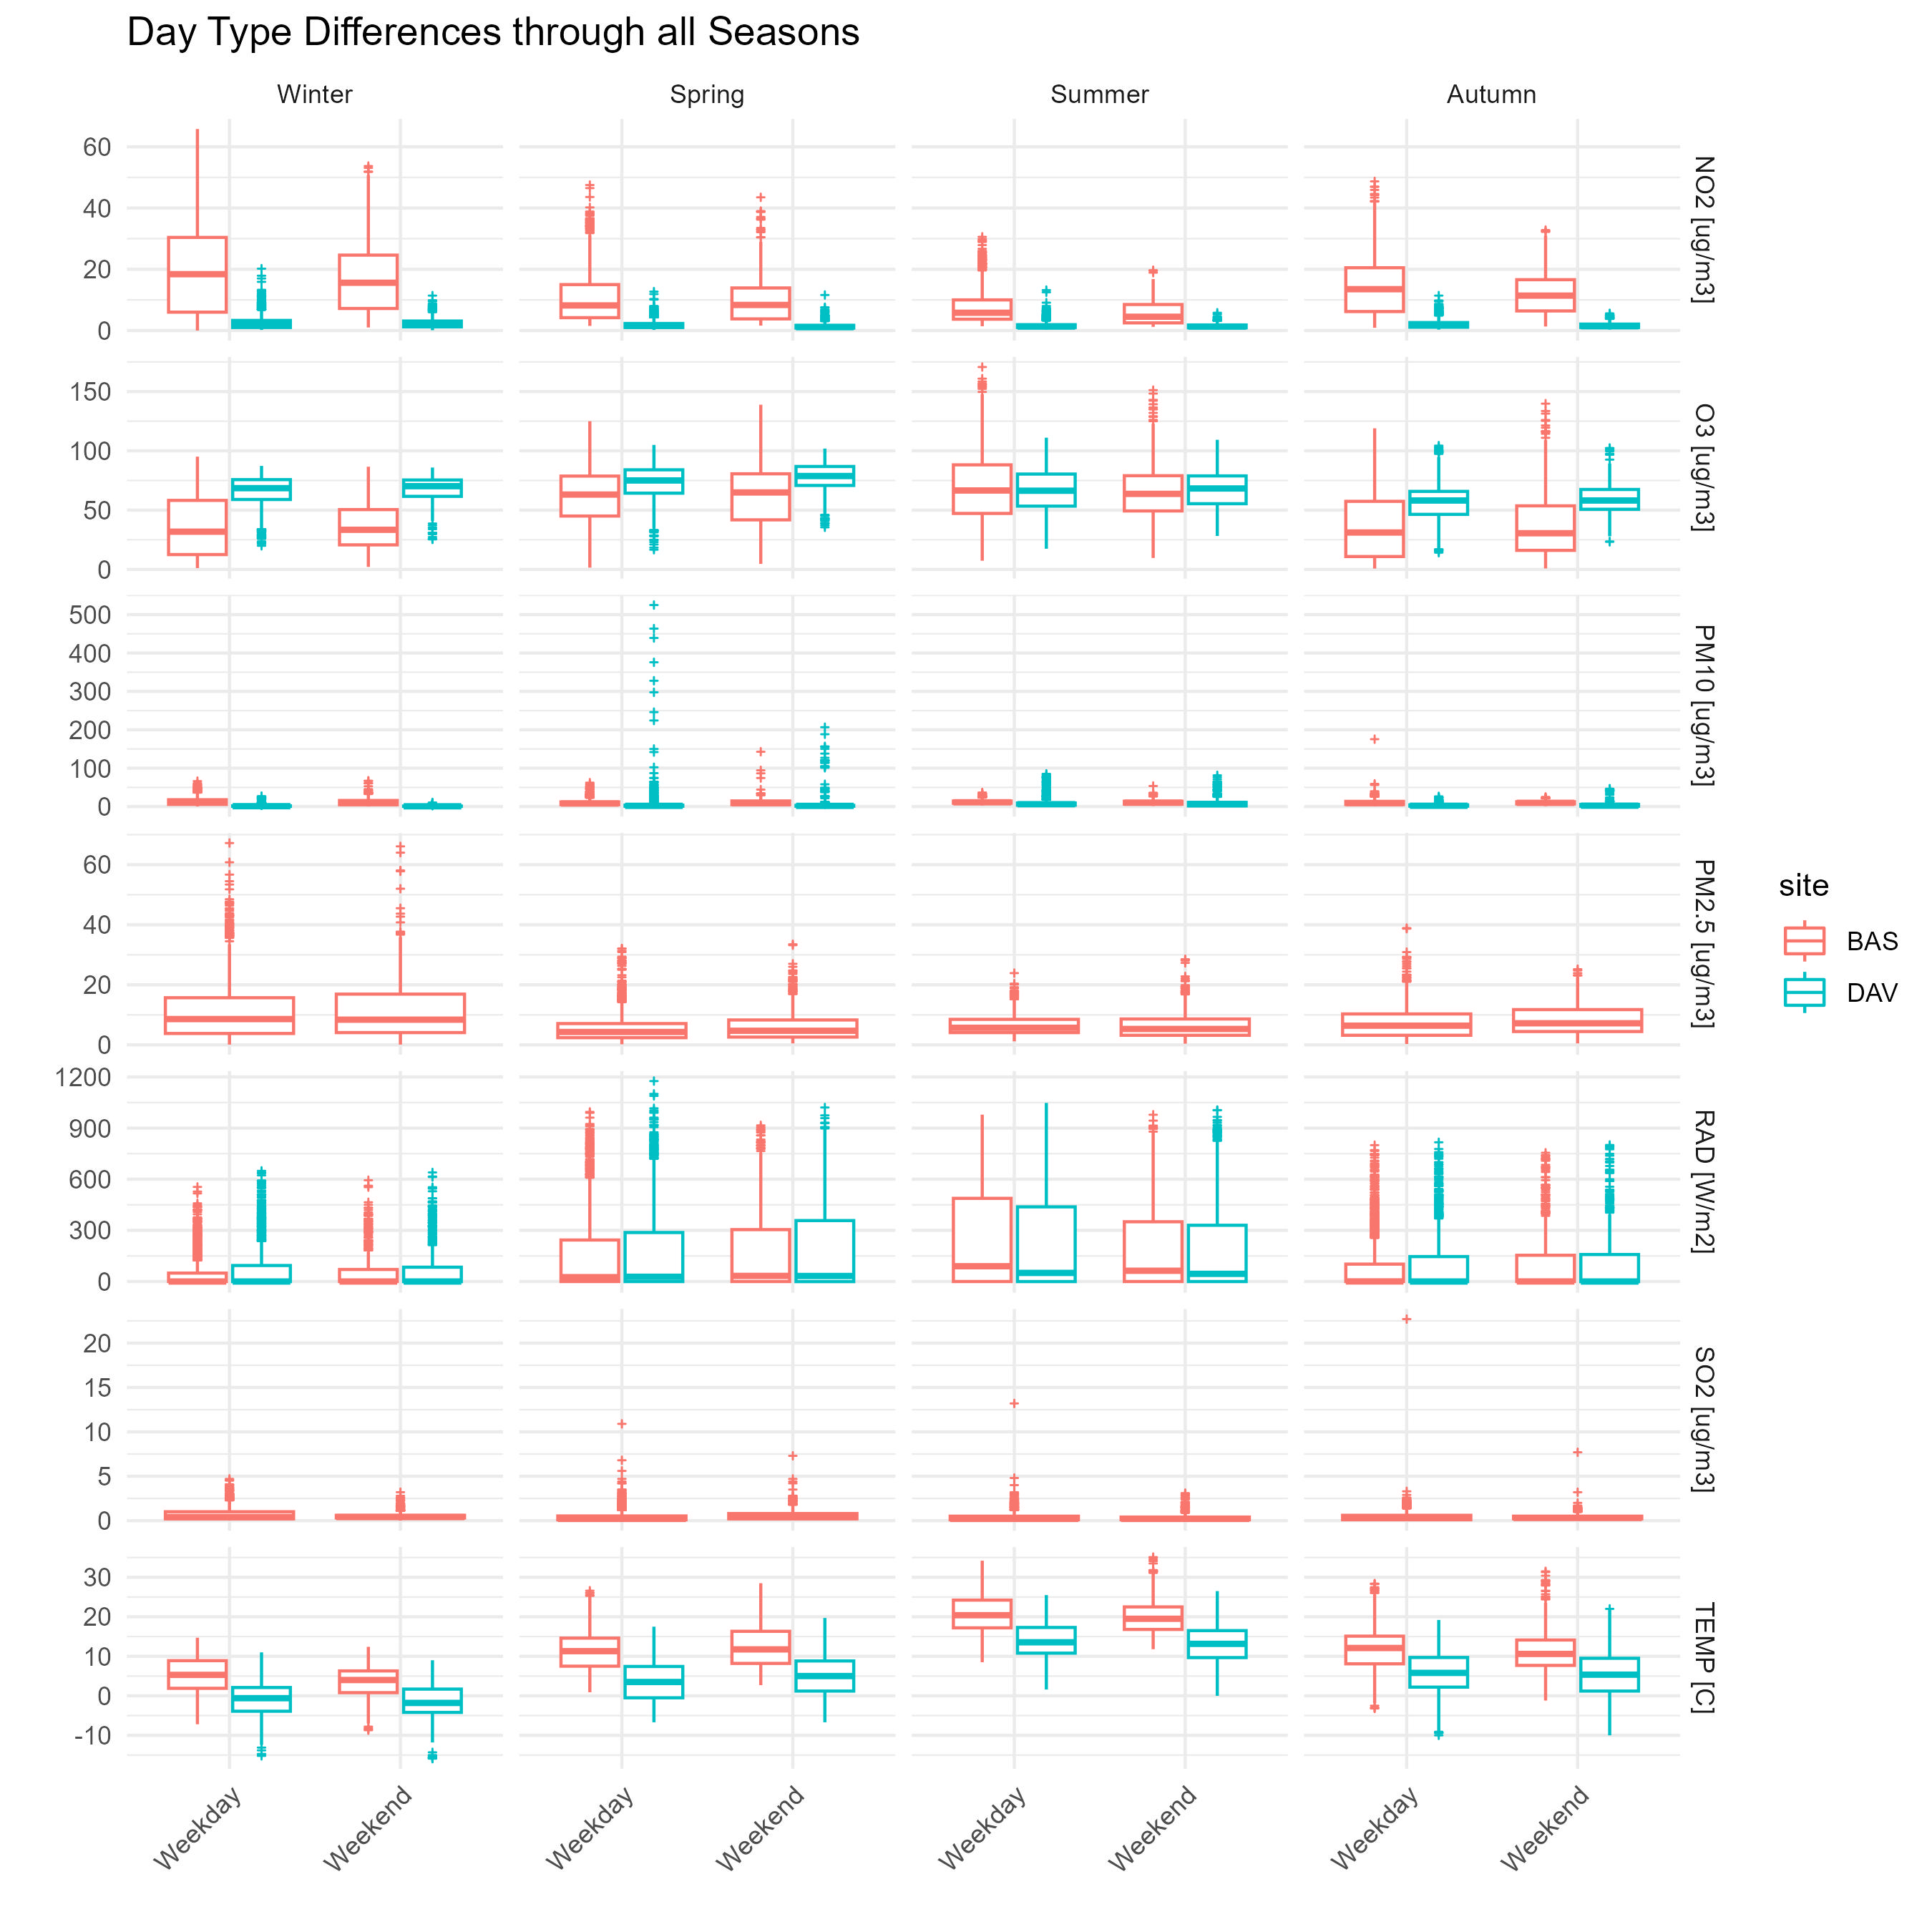 Day Type Differences through all Seasons
Winter Spring Summer Autumn
60
40
20
0
NO2 [ug/m3]
150
100
50
0
O3 [ug/m3]
500
400
300
200
100
0
PM10 [ug/m3]
60
40
20
0
PM2.5 [ug/m3]
1200
900
600
300
0
RAD [W/m2]
20
15
10
5
0
SO2 [ug/m3]
30
20
10
0
-10
TEMP [C]
Weekday Weekend Weekday Weekend Weekday Weekend Weekday Weekend
site
BAS
DAV